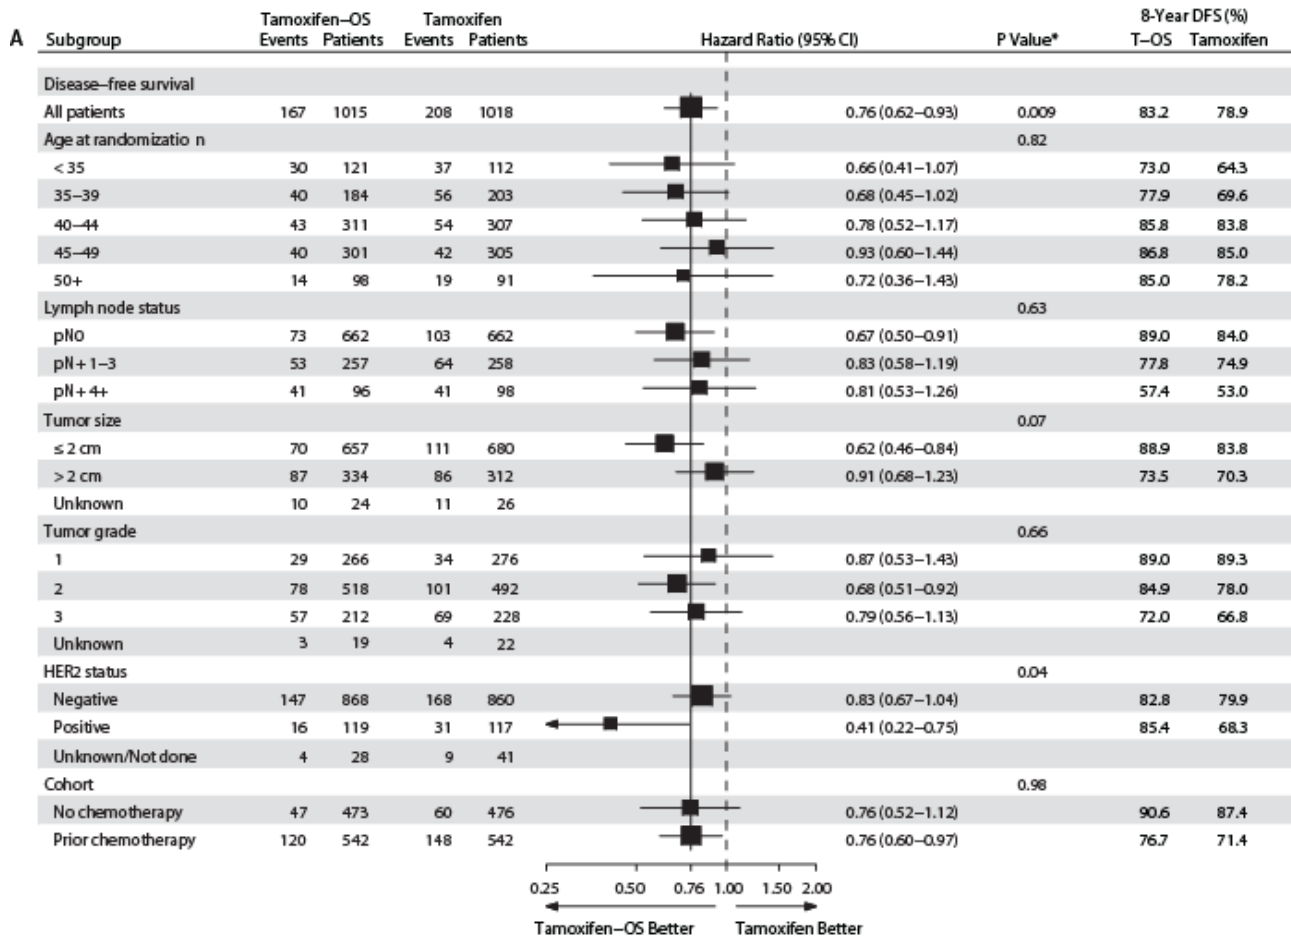 Tamoxifen–OS Tamoxifen 8-Year DFS (%)
A Subgroup Events Patients Events Patients Hazard Ratio (95% CI) P Value* T–OS Tamoxifen
Disease–free survival
All patients 167 1015 208 1018 0.76 (0.62–0.93) 0.009 83.2 78.9
Age at randomizatio n 0.82
< 35 30 121 37 112 0.66 (0.41–1.07) 73.0 64.3
35–39 40 184 56 203 0.68 (0.45–1.02) 77.9 69.6
40–44 43 311 54 307 0.78 (0.52–1.17) 85.8 83.8
45–49 40 301 42 305 0.93 (0.60–1.44) 86.8 85.0
50+ 14 98 19 91 0.72 (0.36–1.43) 85.0 78.2
Lymph node status 0.63
pN0 73 662 103 662 0.67 (0.50–0.91) 89.0 84.0
pN + 1–3 53 257 64 258 0.83 (0.58–1.19) 77.8 74.9
pN + 4+ 41 96 41 98 0.81 (0.53–1.26) 57.4 53.0
Tumor size 0.07
≤ 2 cm 70 657 111 680 0.62 (0.46–0.84) 88.9 83.8
> 2 cm 87 334 86 312 0.91 (0.68–1.23) 73.5 70.3
Unknown 10 24 11 26
Tumor grade 0.66
1 29 266 34 276 0.87 (0.53–1.43) 89.0 89.3
2 78 518 101 492 0.68 (0.51–0.92) 84.9 78.0
3 57 212 69 228 0.79 (0.56–1.13) 72.0 66.8
Unknown 3 19 4 22
HER2 status 0.04
Negative 147 868 168 860 0.83 (0.67–1.04) 82.8 79.9
Positive 16 119 31 117 0.41 (0.22–0.75) 85.4 68.3
Unknown/Not done 4 28 9 41
Cohort 0.98
No chemotherapy 47 473 60 476 0.76 (0.52–1.12) 90.6 87.4
Prior chemotherapy 120 542 148 542 0.76 (0.60–0.97) 76.7 71.4
0.25 0.50 0.76 1.00 1.50 2.00
Tamoxifen–OS Better Tamoxifen Better